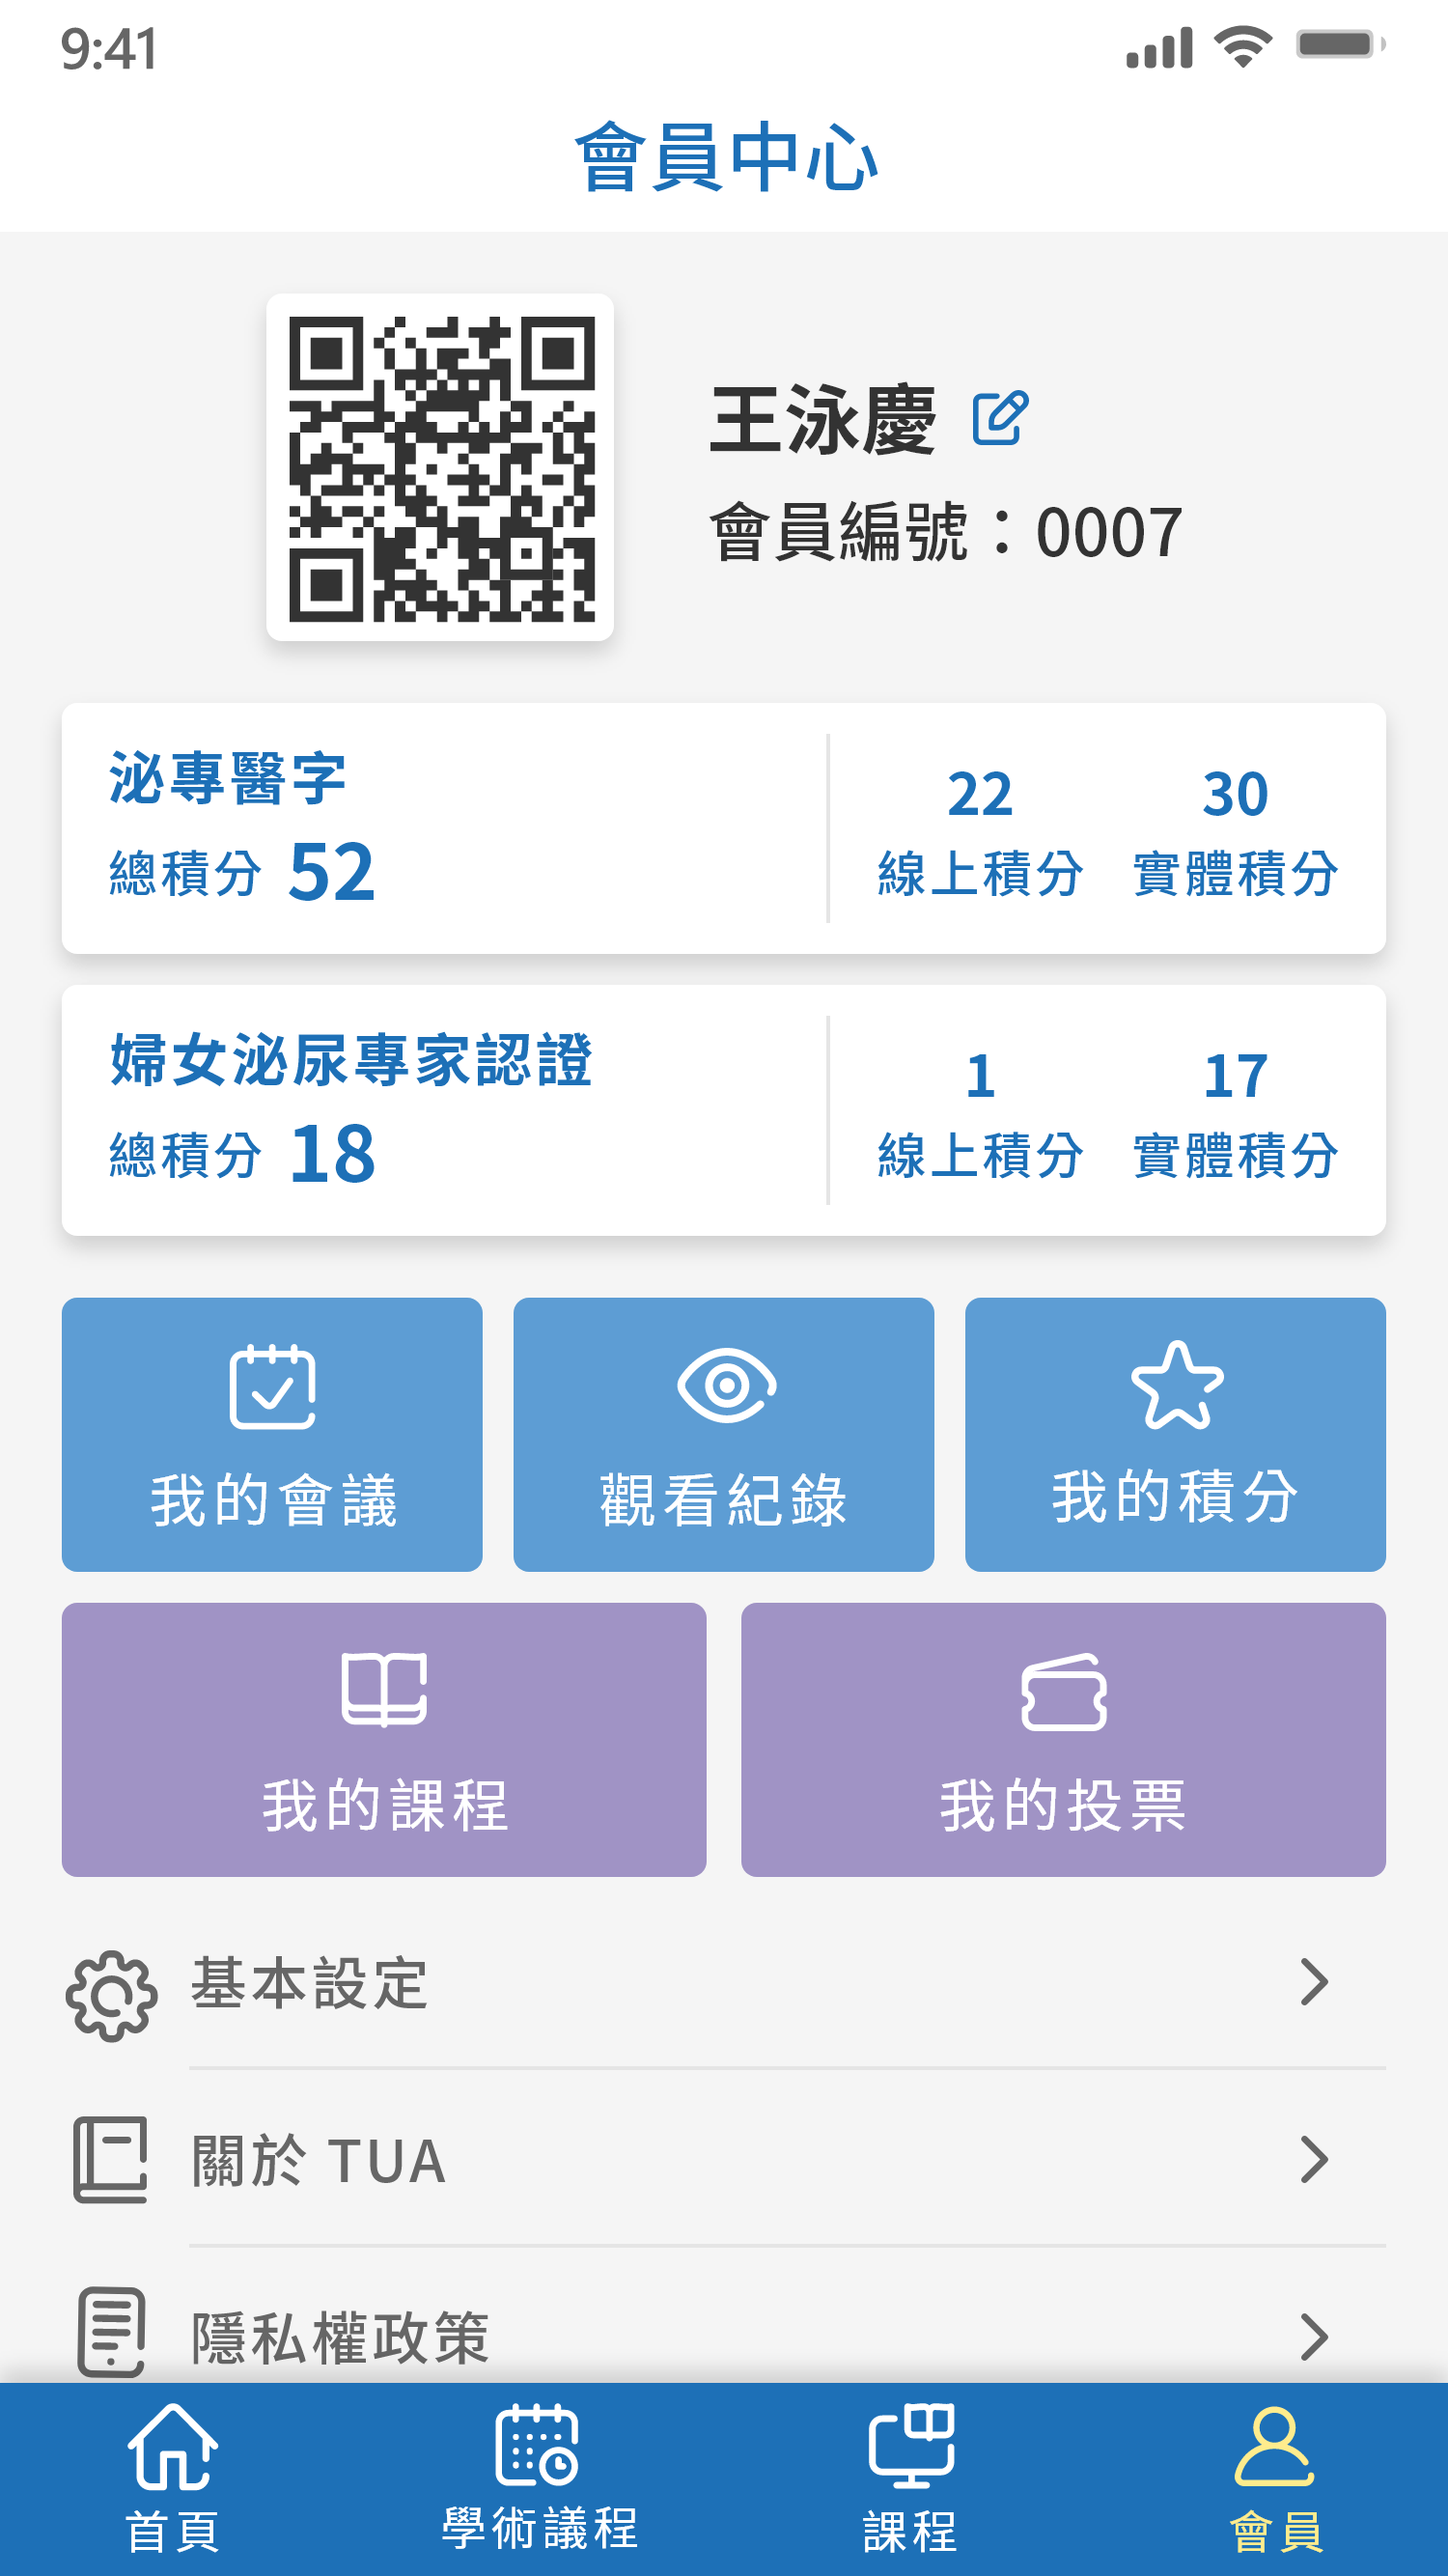 9:41
會員中心
王泳慶
會員編號：0007
泌專醫字
總積分 52
22
線上積分
30
實體積分
婦女泌尿專家認證
總積分 18
1
線上積分
17
實體積分
我的會議
觀看紀錄
我的積分
我的課程
我的投票
基本設定
關於 TUA
隱私權政策
首頁
學術議程
課程
會員